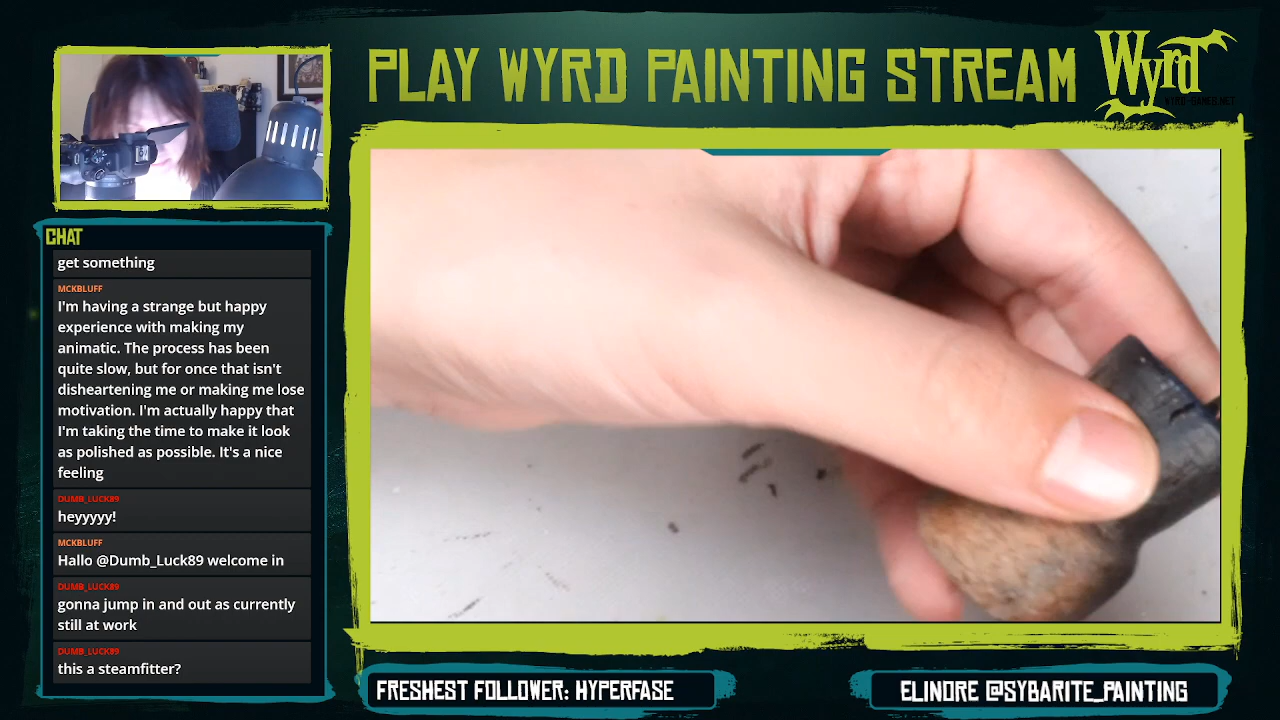 PLAY WYRD PAINTING STREAM
Wyrd
WYRD-GAMES.NET
CHAT
get something
MCKBLUFF
I'm having a strange but happy
experience with making my
animatic. The process has been
quite slow, but for once that isn't
disheartening me or making me lose
motivation. I'm actually happy that
I'm taking the time to make it look
as polished as possible. It's a nice
feeling
DUMB_LUCK89
heyyyyy!
MCKBLUFF
Hallo @Dumb_Luck89 welcome in
DUMB_LUCK89
gonna jump in and out as currently
still at work
DUMB_LUCK89
this a steamfitter?
FRESHEST FOLLOWER: HYPERFASE
ELINORE @SYBARITE_PAINTING